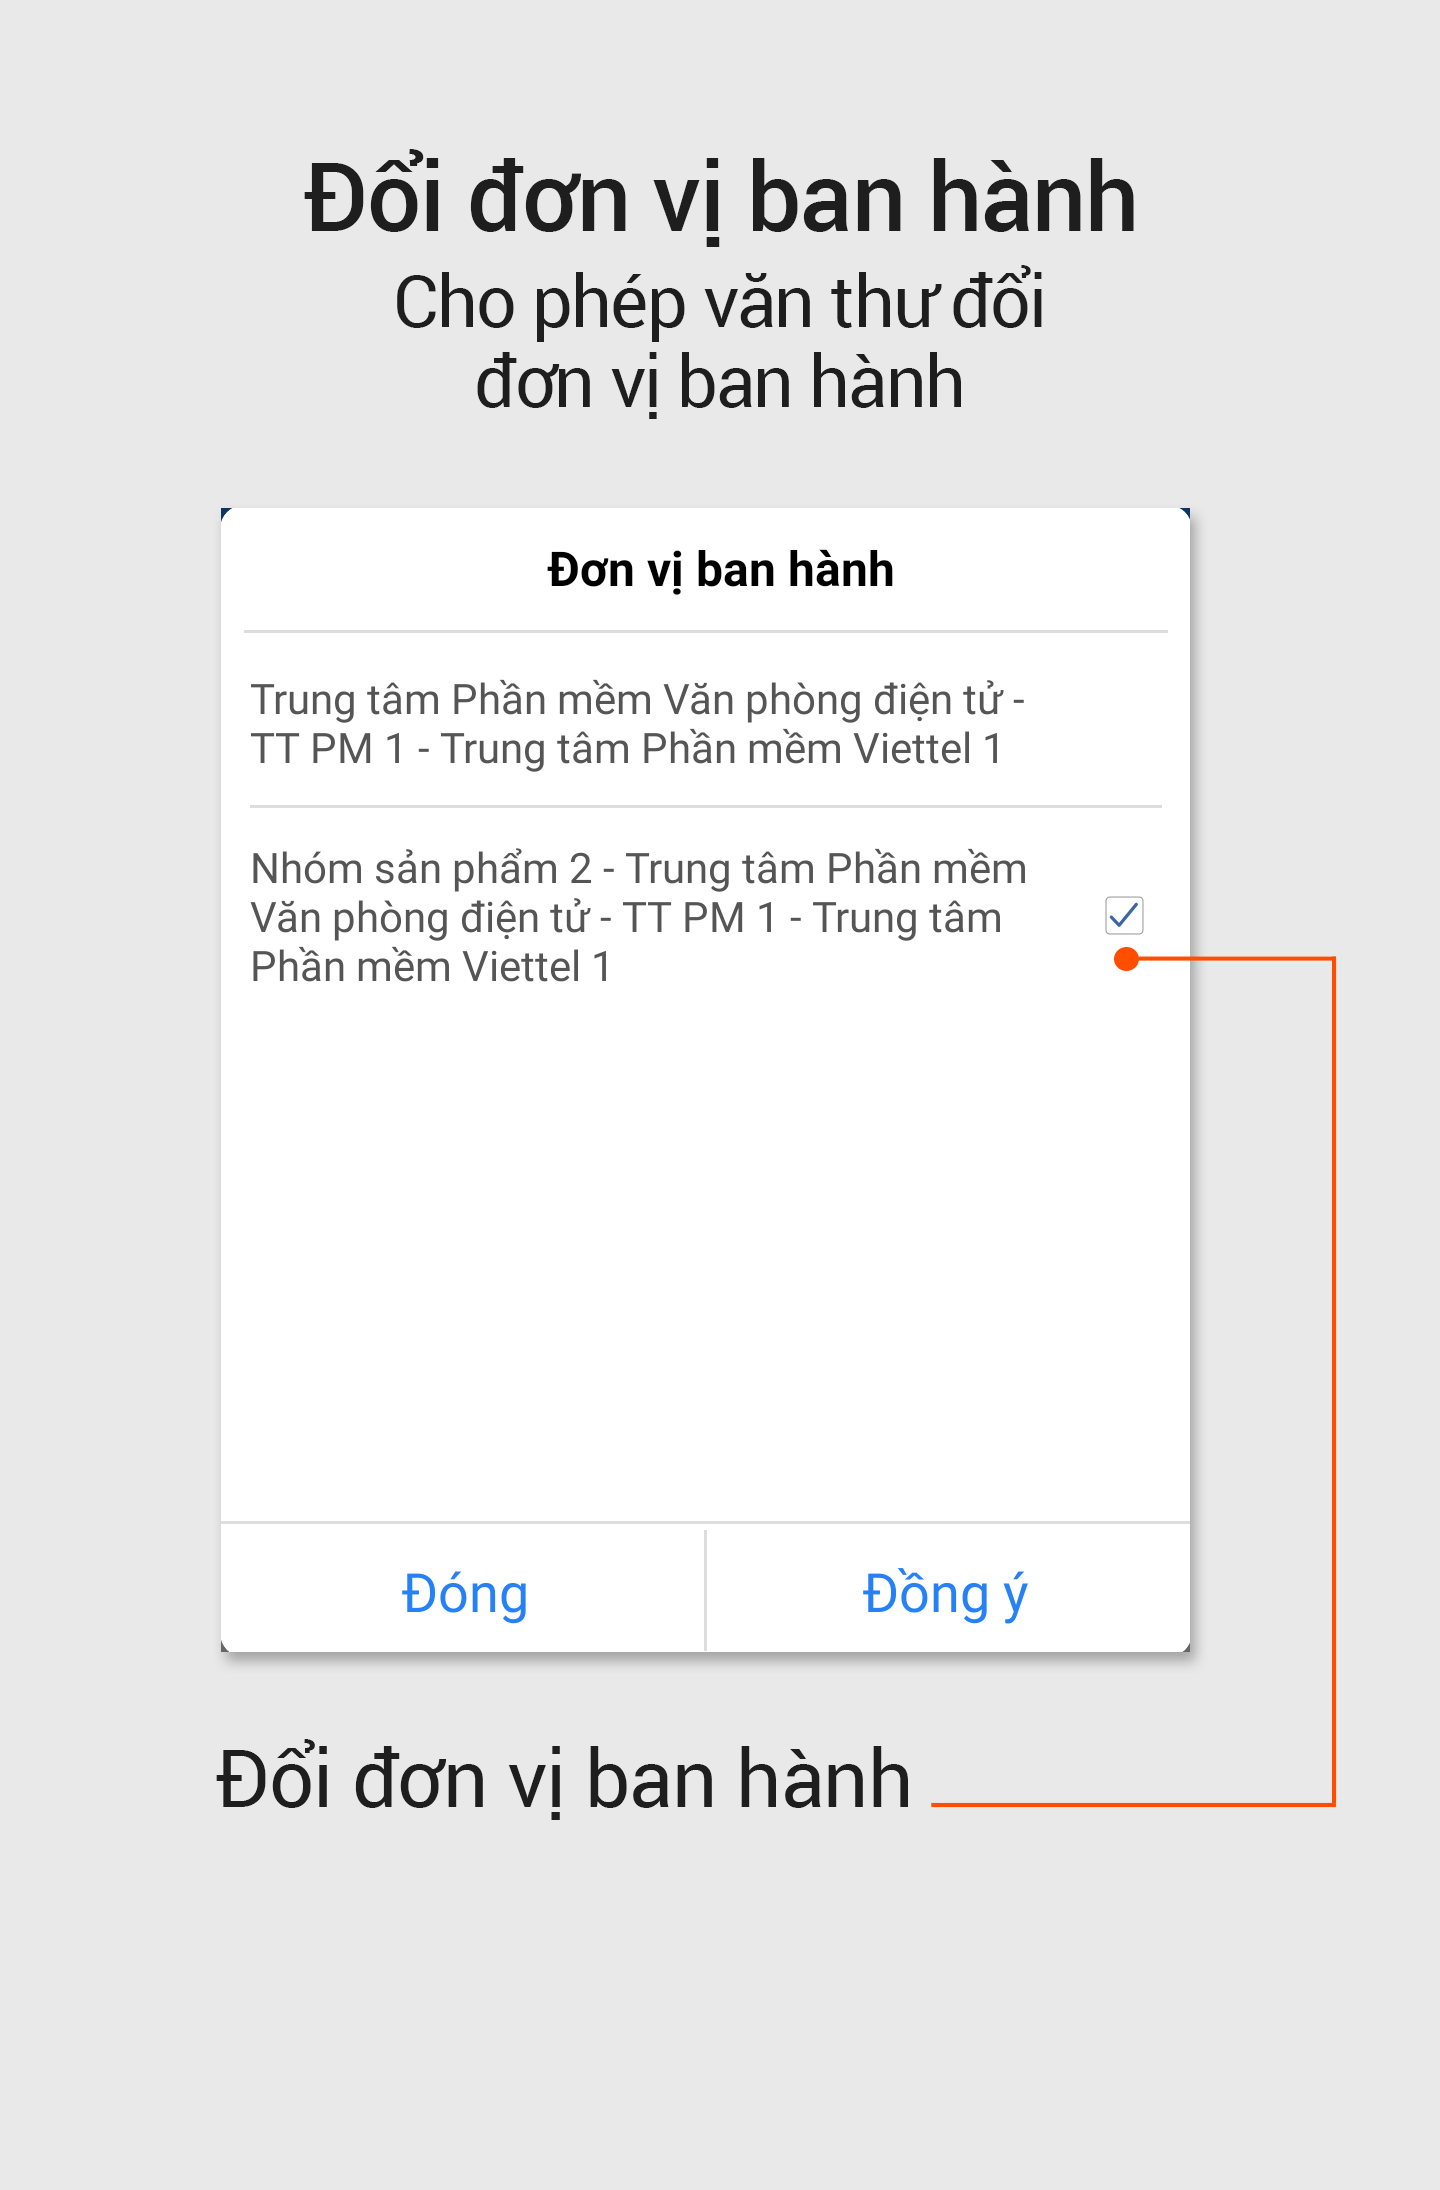 Đổi đơn vị ban hành
Cho phép văn thư đổi
đơn vị ban hành
Đơn vị ban hành
Trung tâm Phần mềm Văn phòng điện tử -
TT PM 1 - Trung tâm Phần mềm Viettel 1
Nhóm sản phẩm 2 - Trung tâm Phần mềm
Văn phòng điện tử - TT PM 1 - Trung tâm
Phần mềm Viettel 1
Đóng
Đồng ý
Đổi đơn vị ban hành